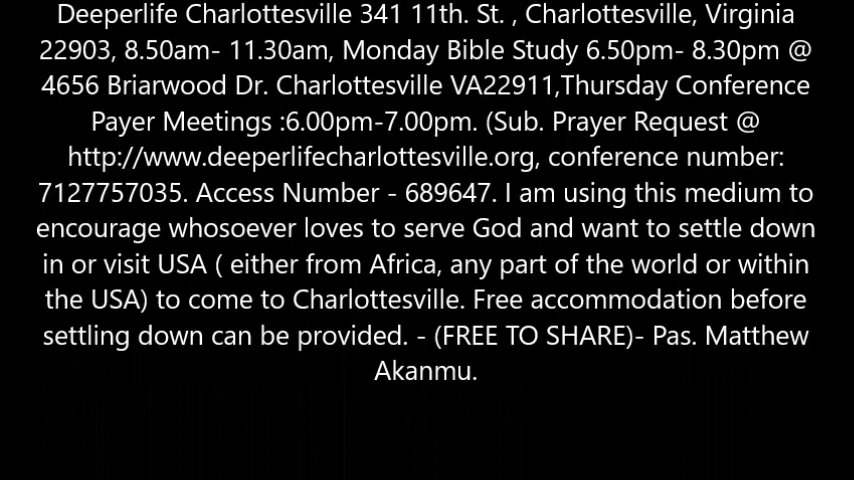 Deeperlife Charlottesville 341 11th. St. , Charlottesville, Virginia
22903, 8.50am- 11.30am, Monday Bible Study 6.50pm- 8.30pm @
4656 Briarwood Dr. Charlottesville VA22911,Thursday Conference
Payer Meetings :6.00pm-7.00pm. (Sub. Prayer Request @
http://www.deeperlifecharlottesville.org, conference number:
7127757035. Access Number - 689647. I am using this medium to
encourage whosoever loves to serve God and want to settle down
in or visit USA ( either from Africa, any part of the world or within
the USA) to come to Charlottesville. Free accommodation before
settling down can be provided. - (FREE TO SHARE)- Pas. Matthew
Akanmu.